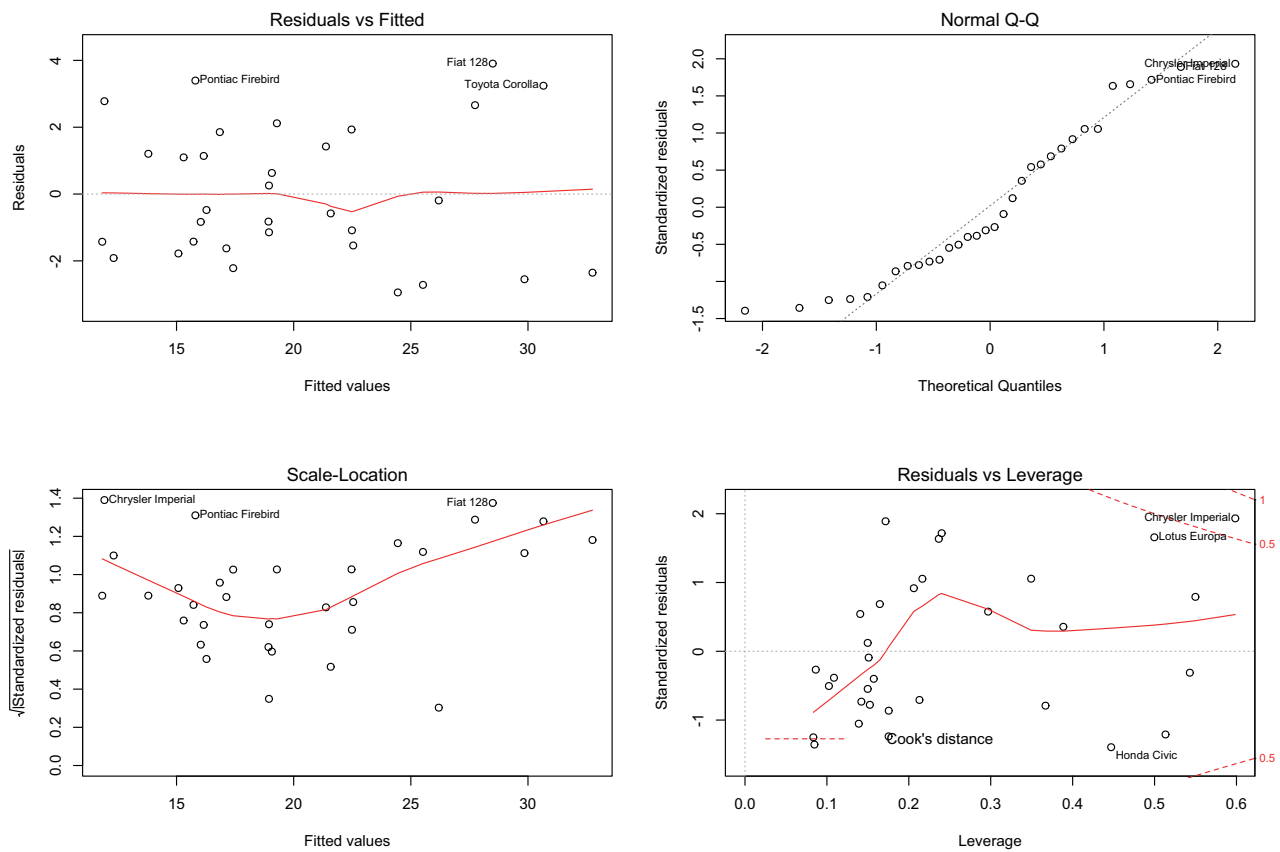 Residuals vs Fitted
4
2
0
-2
Residuals
Fiat 128
Pontiac Firebird
Toyota Corolla
15 20 25 30
Fitted values
Normal Q-Q
2.0
1.5
1.0
0.5
0.0
-0.5
-1.5
Standardized residuals
Chrysler Imperial
Fiat 128
Pontiac Firebird
-2 -1 0 1 2
Theoretical Quantiles
Scale-Location
1.4
1.2
1.0
0.8
0.6
0.4
0.2
0.0
√|Standardized residuals|
Chrysler Imperial
Fiat 128
Pontiac Firebird
15 20 25 30
Fitted values
Residuals vs Leverage
2
1
0
-1
Standardized residuals
1
Chrysler Imperial
Lotus Europa
0.5
Cook's distance
Honda Civic
0.5
0.0 0.1 0.2 0.3 0.4 0.5 0.6
Leverage